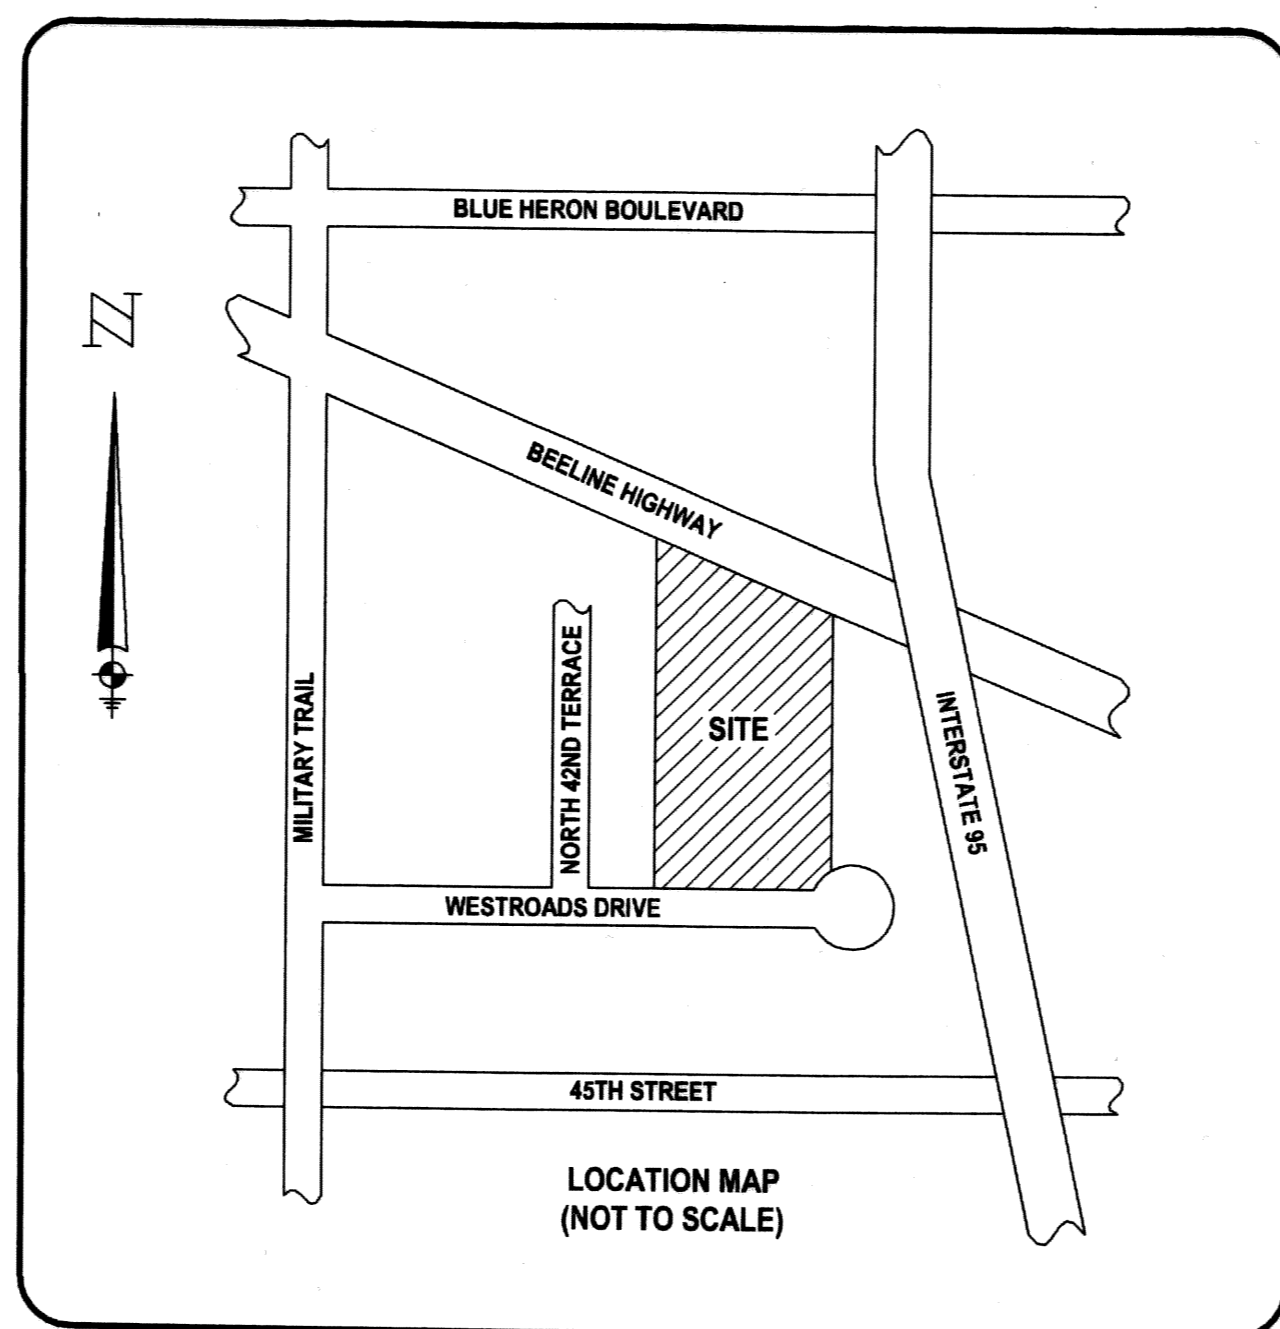 BLUE HERON BOULEVARD
N
BEELINE HIGHWAY
NORTH 42ND TERRACE
MILITARY TRAIL
SITE
INTERSTATE 95
WESTROADS DRIVE
45TH STREET
LOCATION MAP
(NOT TO SCALE)